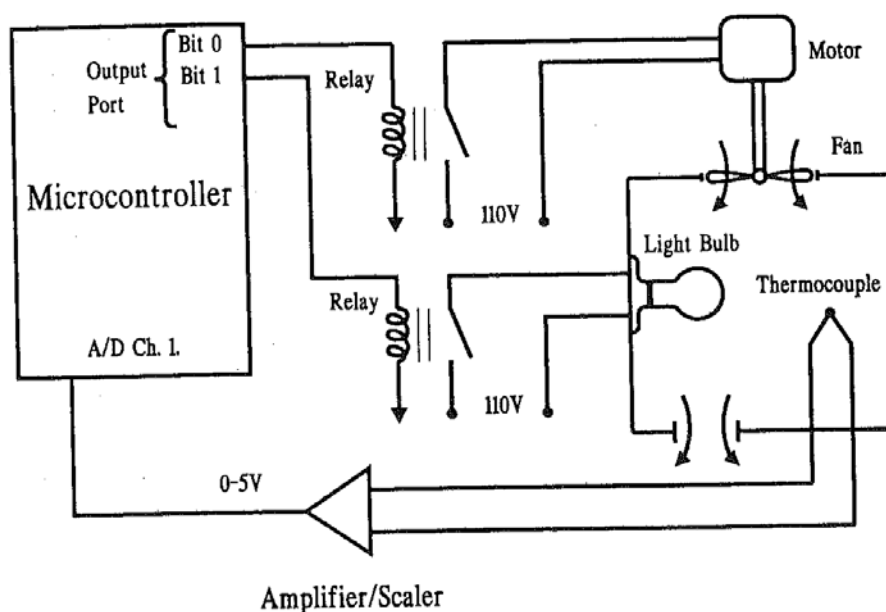 Output
Port
Bit 0
Bit 1
Microcontroller
A/D Ch. 1.
Relay
110V
Motor
Fan
Relay
110V
Light Bulb
Thermocouple
0-5V
Amplifier/Scaler